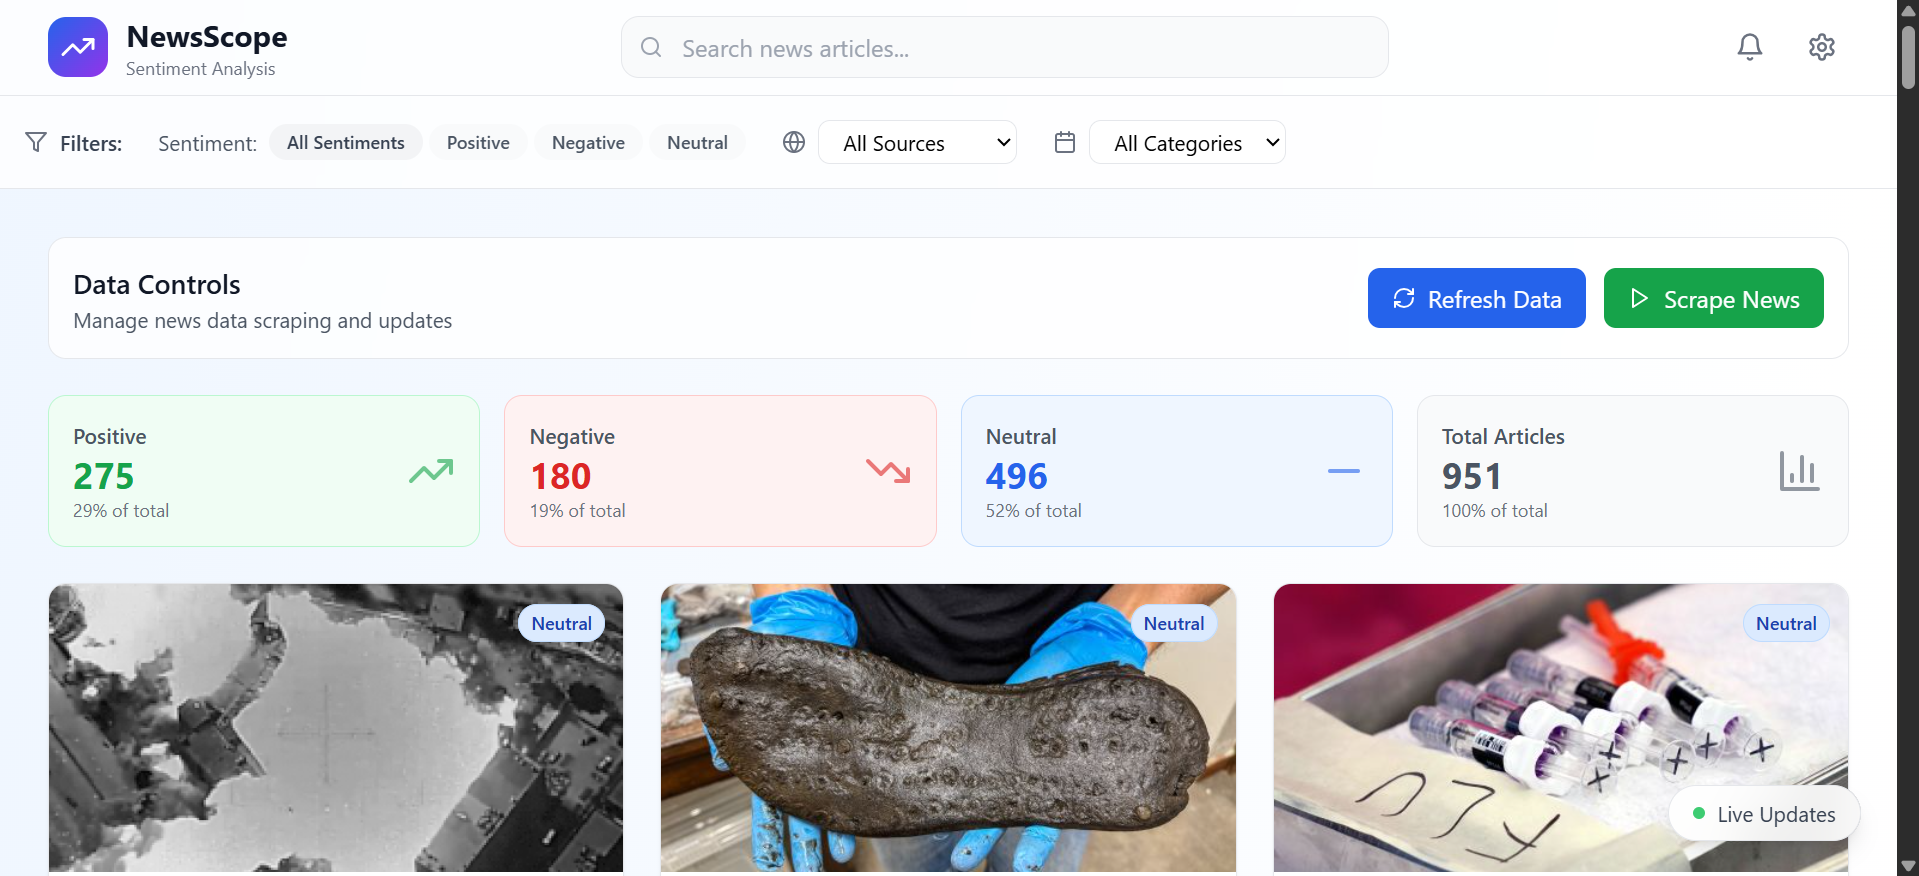 NewsScope
Sentiment Analysis
Search news articles...
Filters:
Sentiment:
All Sentiments
Positive
Negative
Neutral
All Sources
All Categories
Data Controls
Manage news data scraping and updates
Refresh Data
Scrape News
Positive
275
29% of total
Negative
180
19% of total
Neutral
496
52% of total
Total Articles
951
100% of total
Neutral
Neutral
Neutral
FLU
Live Updates